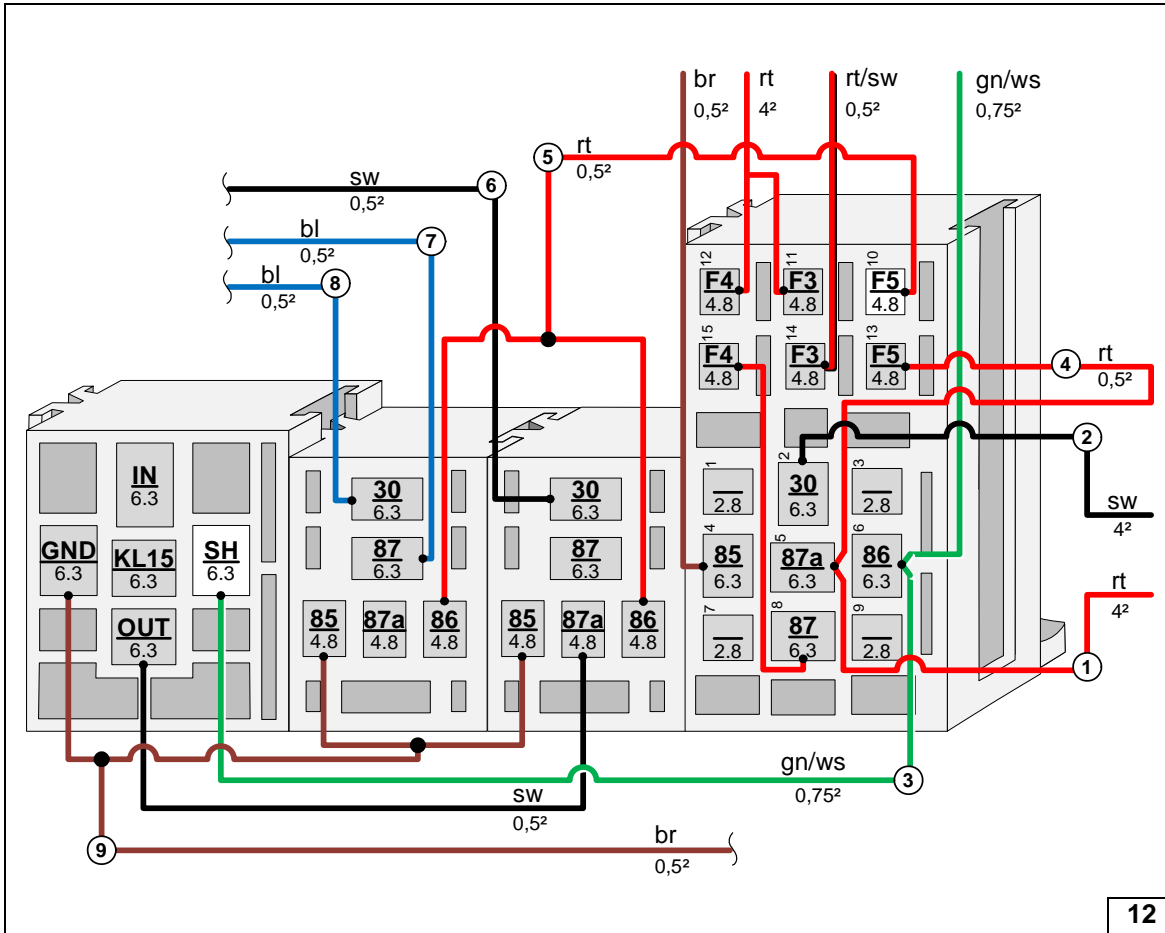 br rt rt/sw gn/ws
0,5² 4² 0,5² 0,75²
5 rt
0,5²
sw 6
0,5²
bl 7
0,5²
bl 8
0,5²
12 11 10
F4 F3 F5
4.8 4.8 4.8
15 14 13
F4 F3 F5
4.8 4.8 4.8
4 rt
0,5²
2
sw
4²
1 2 3
— 30 —
2.8 6.3 2.8
4 5 6
85 87a 86
6.3 6.3 6.3
7 8 9
— 87 —
2.8 6.3 2.8
rt
4²
1
IN
6.3
GND KL15 SH
6.3 6.3 6.3
OUT
6.3
30
6.3
87
6.3
85 87a 86
4.8 4.8 4.8
30
6.3
87
6.3
85 87a 86
4.8 4.8 4.8
gn/ws 3
0,75²
sw
0,5²
9 br
0,5²
12